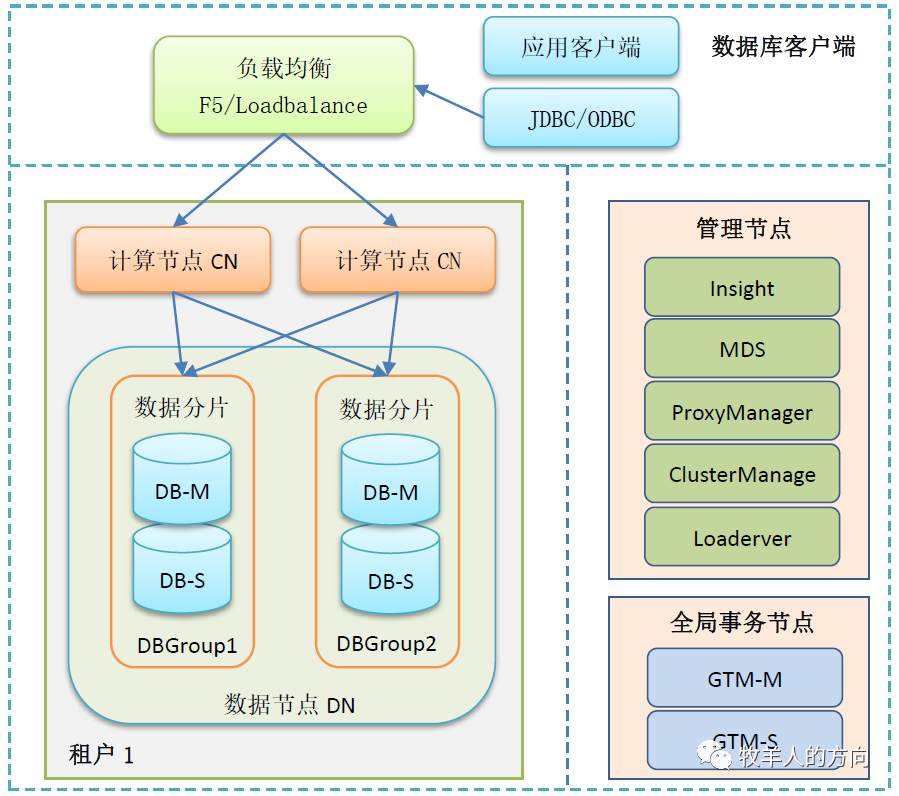 负载均衡
F5/Loadbalance
应用客户端
JDBC/ODBC
数据库客户端
计算节点 CN
计算节点 CN
数据分片
DB-M
DB-S
DBGroup1
数据分片
DB-M
DB-S
DBGroup2
数据节点 DN
租户 1
管理节点
Insight
MDS
ProxyManager
ClusterManage
Loaderver
全局事务节点
GTM-M
GTM-S
牧羊人的方向